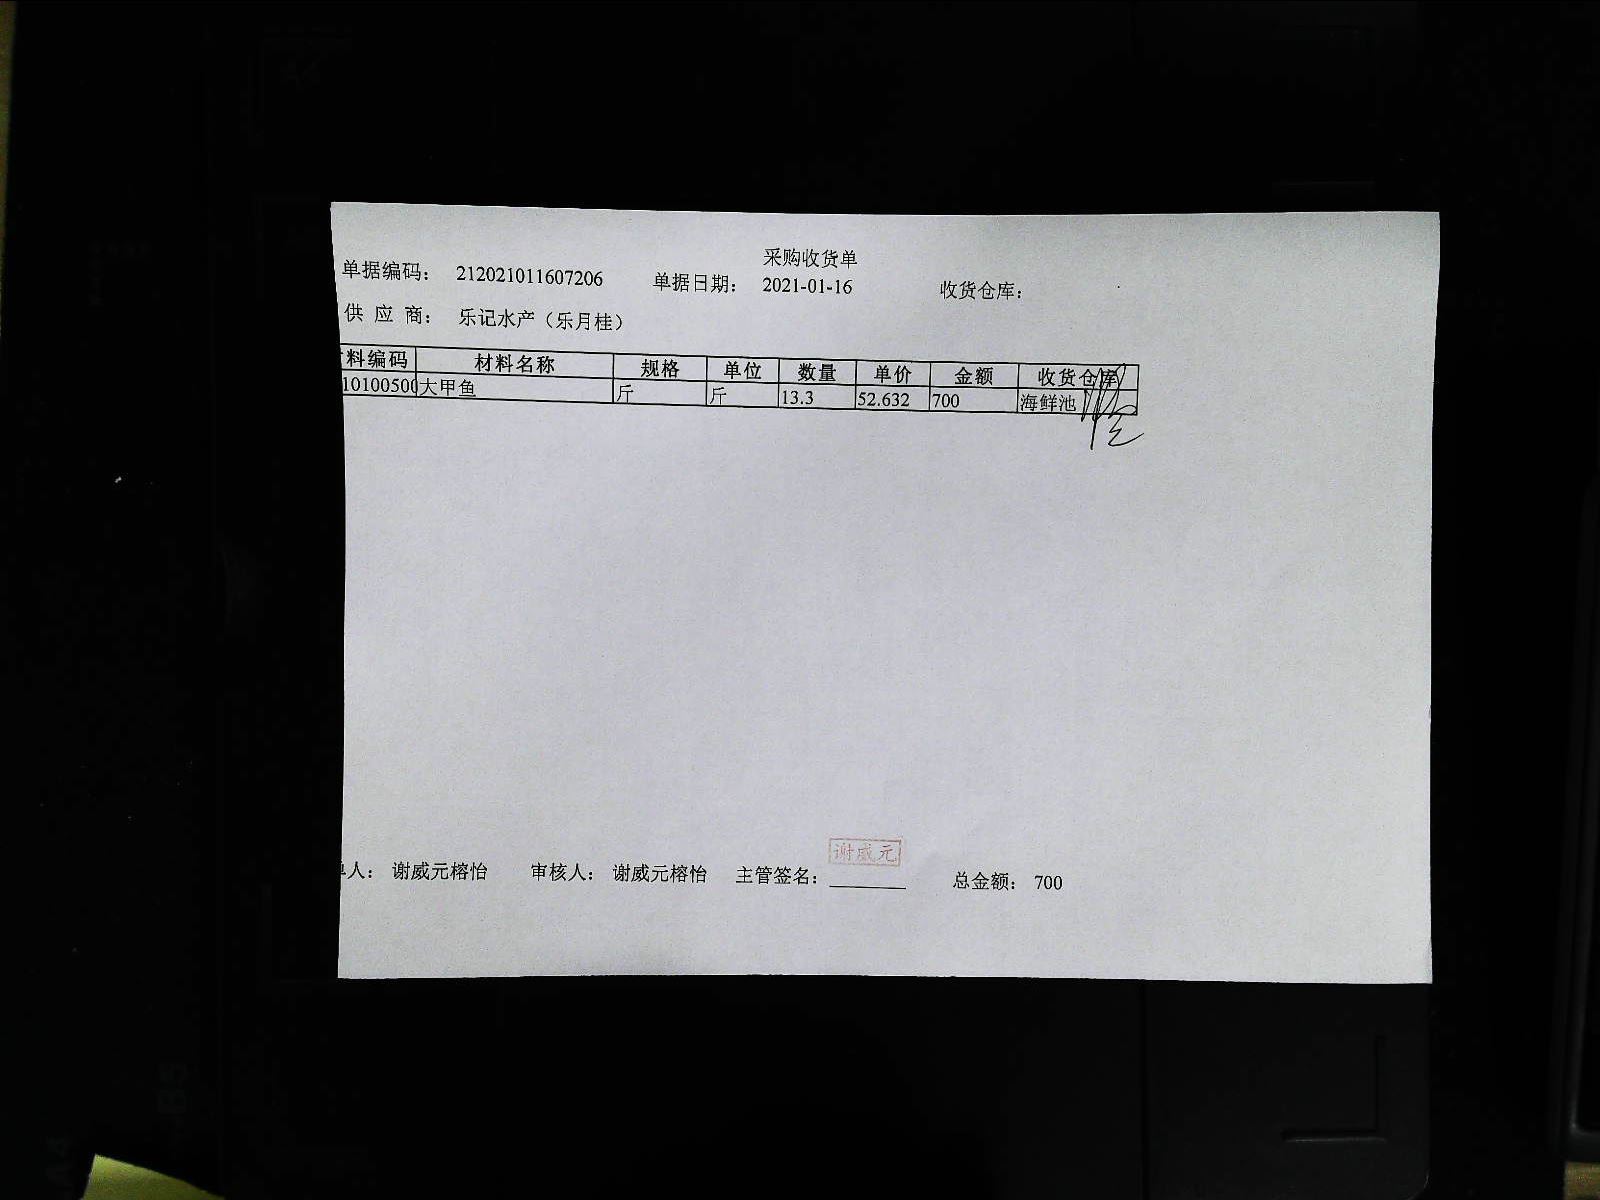 采购收货单
单据编码： 212021011607206 单据日期： 2021-01-16 收货仓库：
供 应 商： 乐记水产（乐月桂）
料编码 材料名称 规格 单位 数量 单价 金额 收货仓库
10100500 大甲鱼 斤 斤 13.3 52.632 700 海鲜池
单人： 谢威元榕怡 审核人： 谢威元榕怡 主管签名： 谢威元 总金额： 700